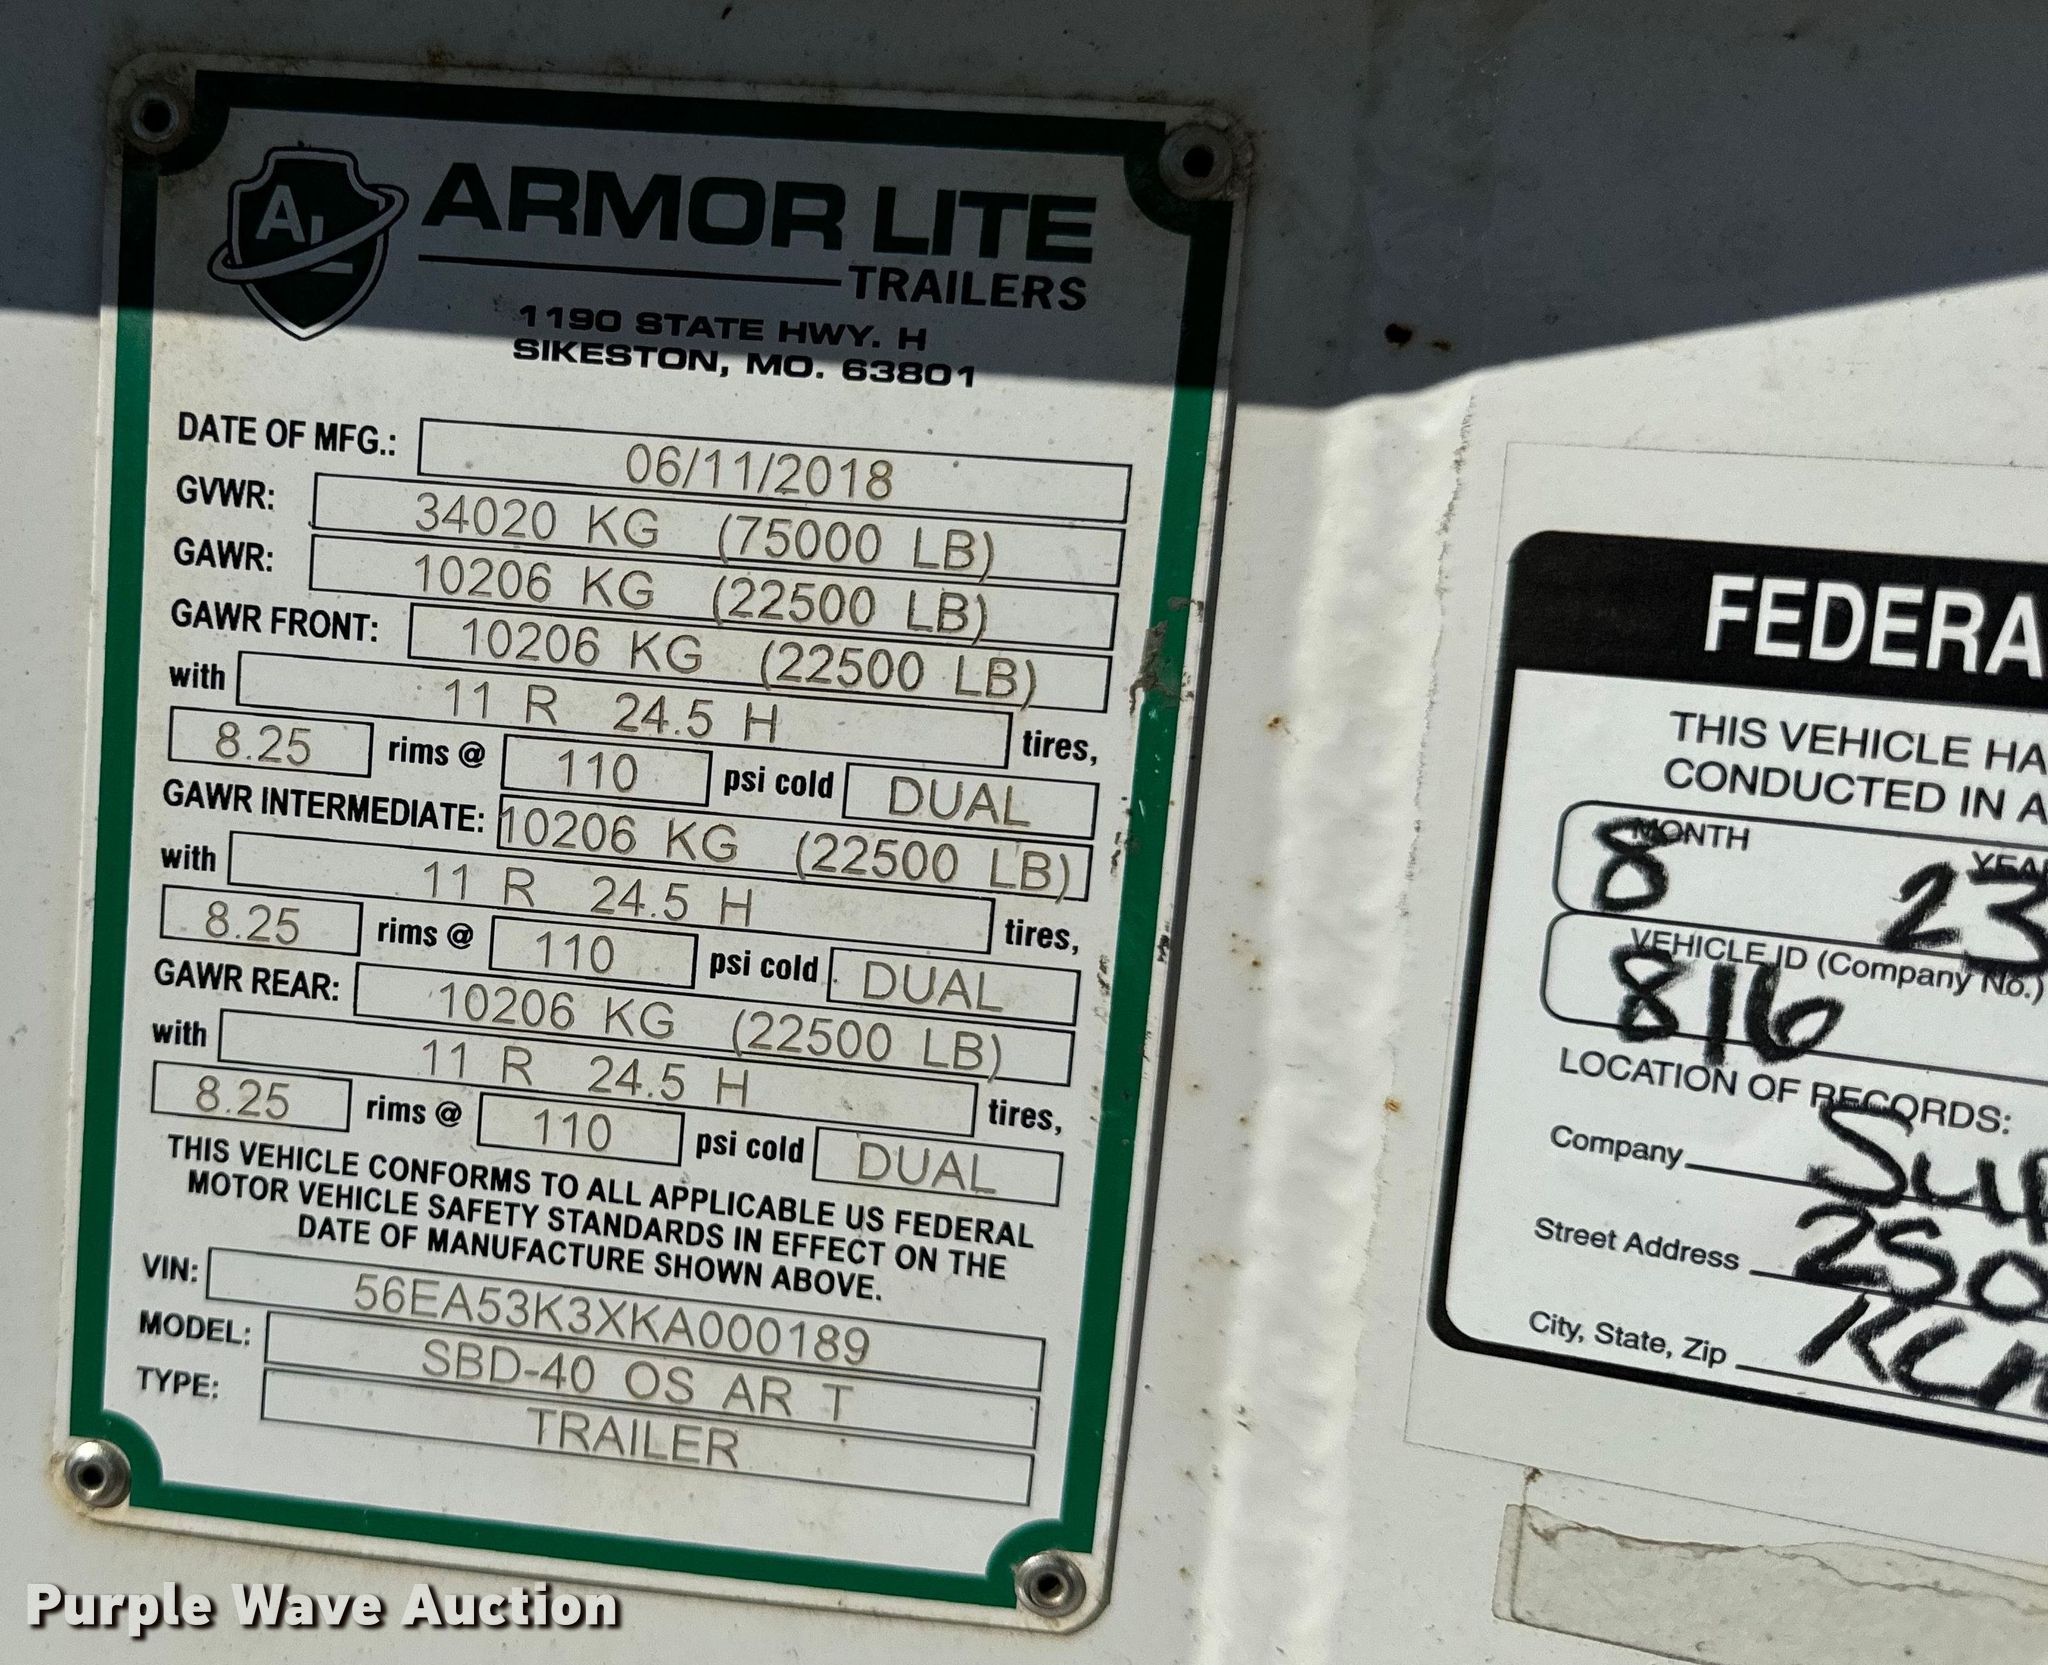 AL ARMOR LITE
TRAILERS
1190 STATE HWY. H
SIKESTON, MO. 63801
DATE OF MFG.: 06/11/2018
GVWR: 34020 KG (75000 LB)
GAWR: 10206 KG (22500 LB)
GAWR FRONT: 10206 KG (22500 LB)
with 11 R 24.5 H tires,
8.25 rims @ 110 psi cold DUAL
GAWR INTERMEDIATE: 10206 KG (22500 LB)
with 11 R 24.5 H tires,
8.25 rims @ 110 psi cold DUAL
GAWR REAR: 10206 KG (22500 LB)
with 11 R 24.5 H tires,
8.25 rims @ 110 psi cold DUAL
THIS VEHICLE CONFORMS TO ALL APPLICABLE US FEDERAL
MOTOR VEHICLE SAFETY STANDARDS IN EFFECT ON THE
DATE OF MANUFACTURE SHOWN ABOVE.
VIN: 56EA53K3XKA000189
MODEL: SBD-40 OS AR T
TYPE: TRAILER
FEDERA
THIS VEHICLE HA
CONDUCTED IN A
MONTH YEA
8 23
VEHICLE ID (Company No.)
816
LOCATION OF RECORDS:
Company Sup
Street Address 250
City, State, Zip KCM
Purple Wave Auction